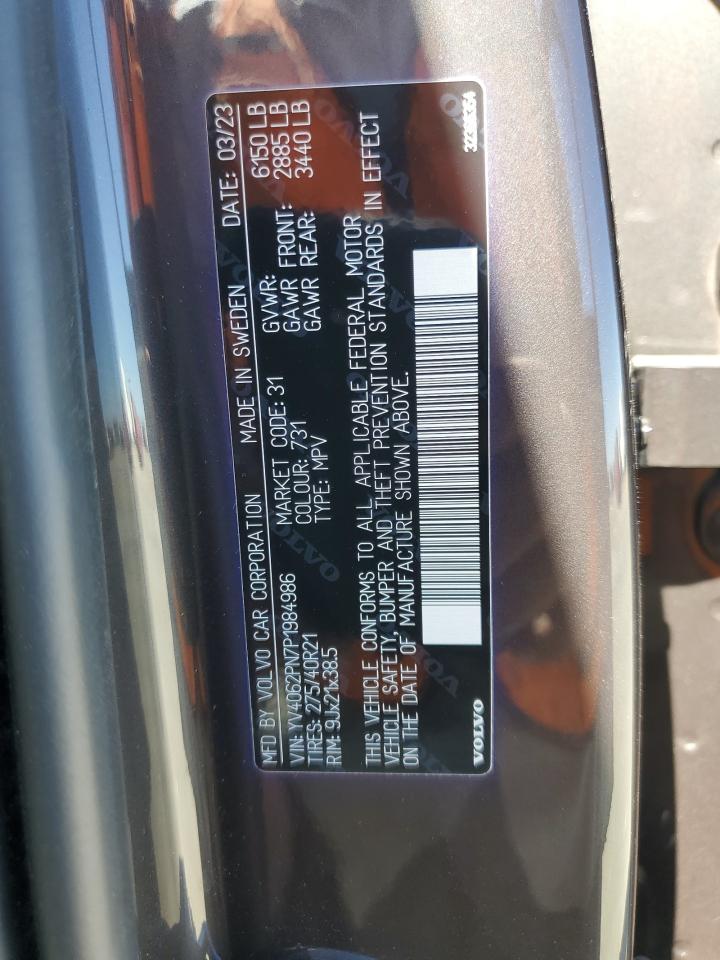 MFD BY VOLVO CAR CORPORATION MADE IN SWEDEN DATE: 03/23
VIN: YV4062PN7P1984986 GVWR: 6150 LB
TIRES: 275/40R21 MARKET CODE: 31 GAWR FRONT: 2885 LB
RIM: 9Jx21x38.5 COLOUR: 731 GAWR REAR: 3440 LB
TYPE: MPV
THIS VEHICLE CONFORMS TO ALL APPLICABLE FEDERAL MOTOR
VEHICLE SAFETY, BUMPER AND THEFT PREVENTION STANDARDS IN EFFECT
ON THE DATE OF MANUFACTURE SHOWN ABOVE.
VOLVO